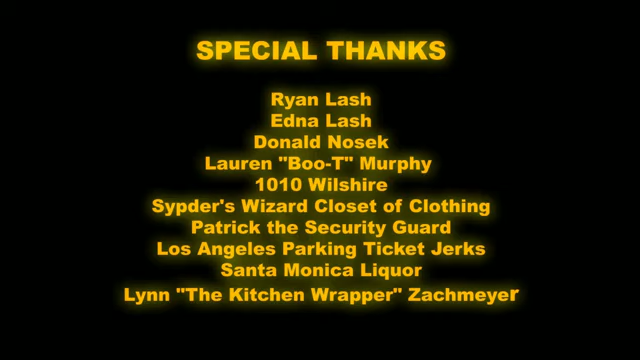 SPECIAL THANKS
Ryan Lash
Edna Lash
Donald Nosek
Lauren "Boo-T" Murphy
1010 Wilshire
Sypder's Wizard Closet of Clothing
Patrick the Security Guard
Los Angeles Parking Ticket Jerks
Santa Monica Liquor
Lynn "The Kitchen Wrapper" Zachmeyer